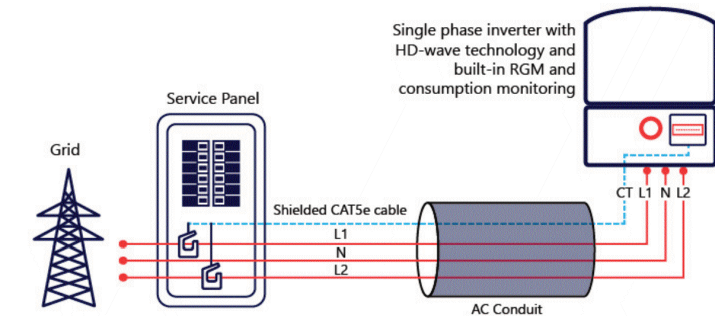 Single phase inverter with
HD-wave technology and
built-in RGM and
consumption monitoring
Service Panel
Grid
CT L1 N L2
Shielded CAT5e cable
L1
N
L2
AC Conduit